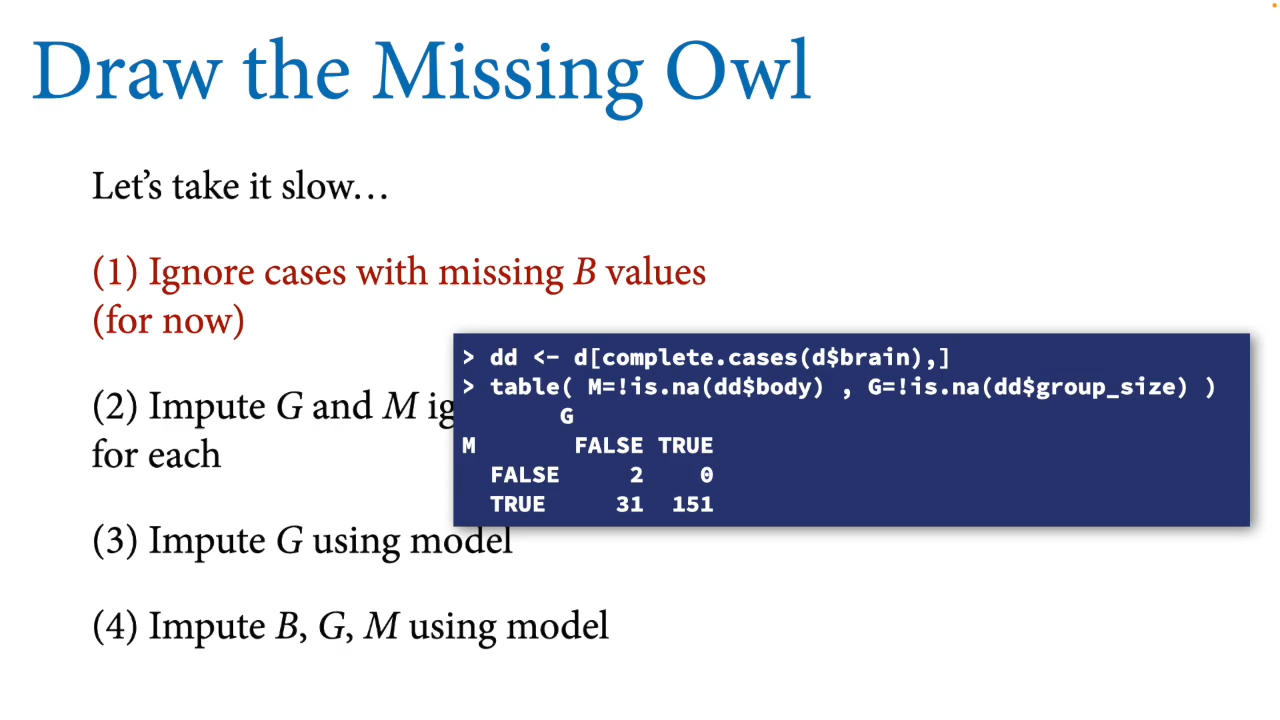 Draw the Missing Owl
Let’s take it slow…
(1) Ignore cases with missing B values
(for now)
(2) Impute G and M
for each
> dd <- d[complete.cases(d$brain),]
> table( M=!is.na(dd$body) , G=!is.na(dd$group_size) )
G
M FALSE TRUE
FALSE 2 0
TRUE 31 151
(3) Impute G using model
(4) Impute B, G, M using model